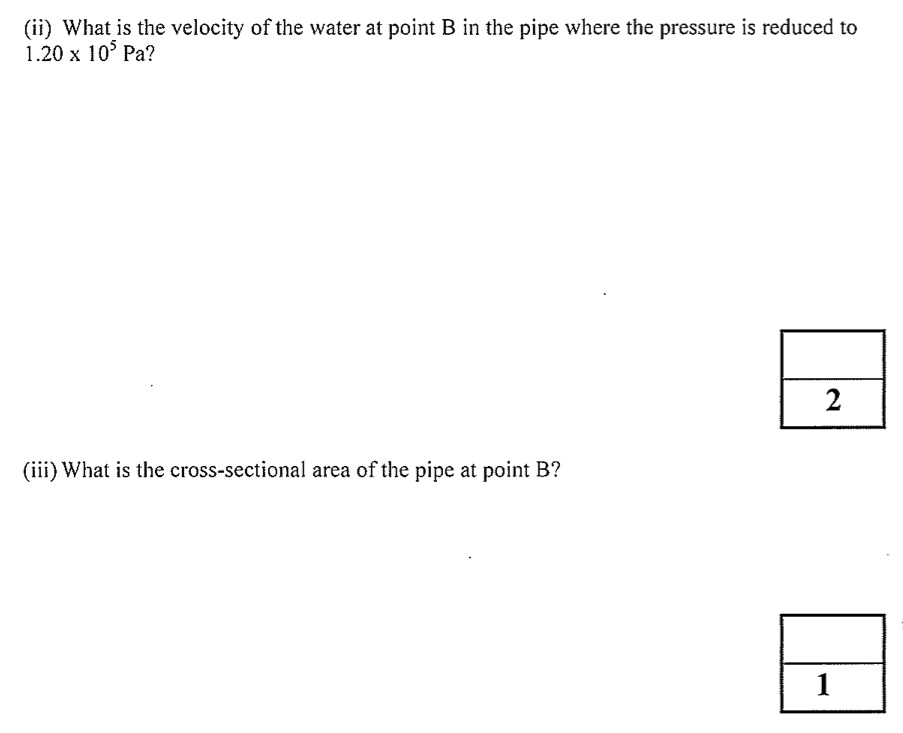 (ii) What is the velocity of the water at point B in the pipe where the pressure is reduced to
1.20 x 10⁵ Pa?
2
(iii) What is the cross-sectional area of the pipe at point B?
1